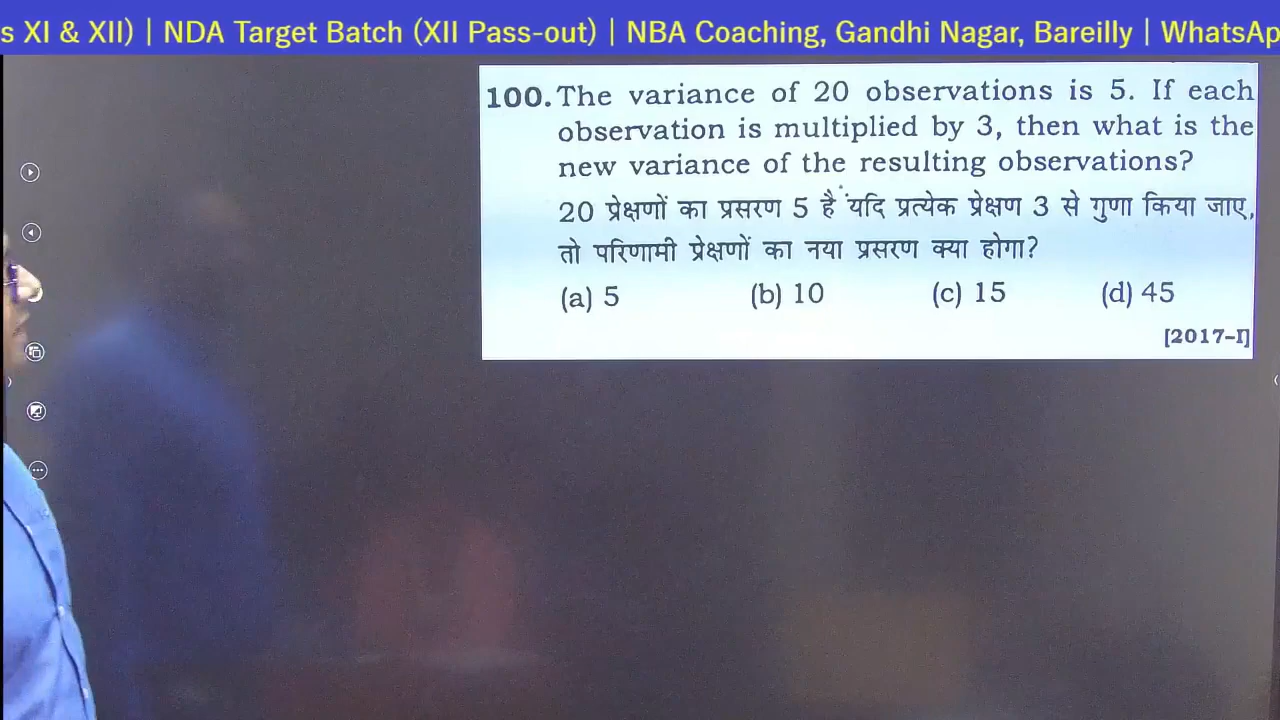 s XI & XII) | NDA Target Batch (XII Pass-out) | NBA Coaching, Gandhi Nagar, Bareilly | WhatsAp
100. The variance of 20 observations is 5. If each
observation is multiplied by 3, then what is the
new variance of the resulting observations?
20 प्रेक्षणों का प्रसरण 5 है यदि प्रत्येक प्रेक्षण 3 से गुणा किया जाए,
तो परिणामी प्रेक्षणों का नया प्रसरण क्या होगा?
(a) 5 (b) 10 (c) 15 (d) 45
[2017-I]